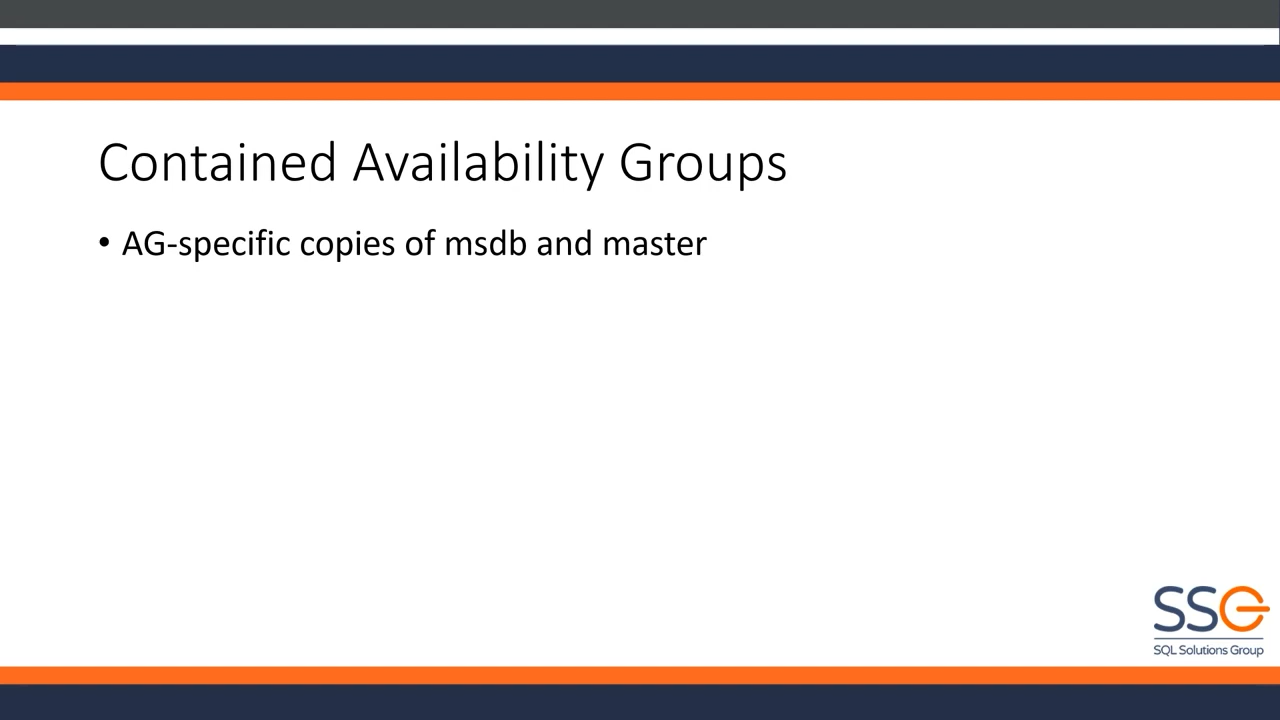 Contained Availability Groups
• AG-specific copies of msdb and master
SSG
SQL Solutions Group